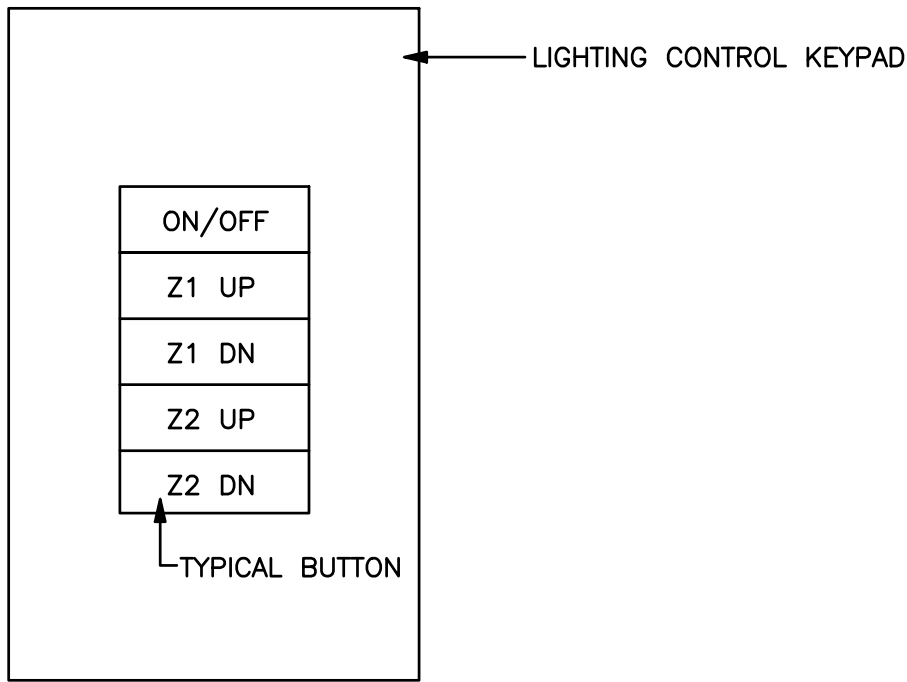 LIGHTING CONTROL KEYPAD
ON/OFF
Z1 UP
Z1 DN
Z2 UP
Z2 DN
TYPICAL BUTTON